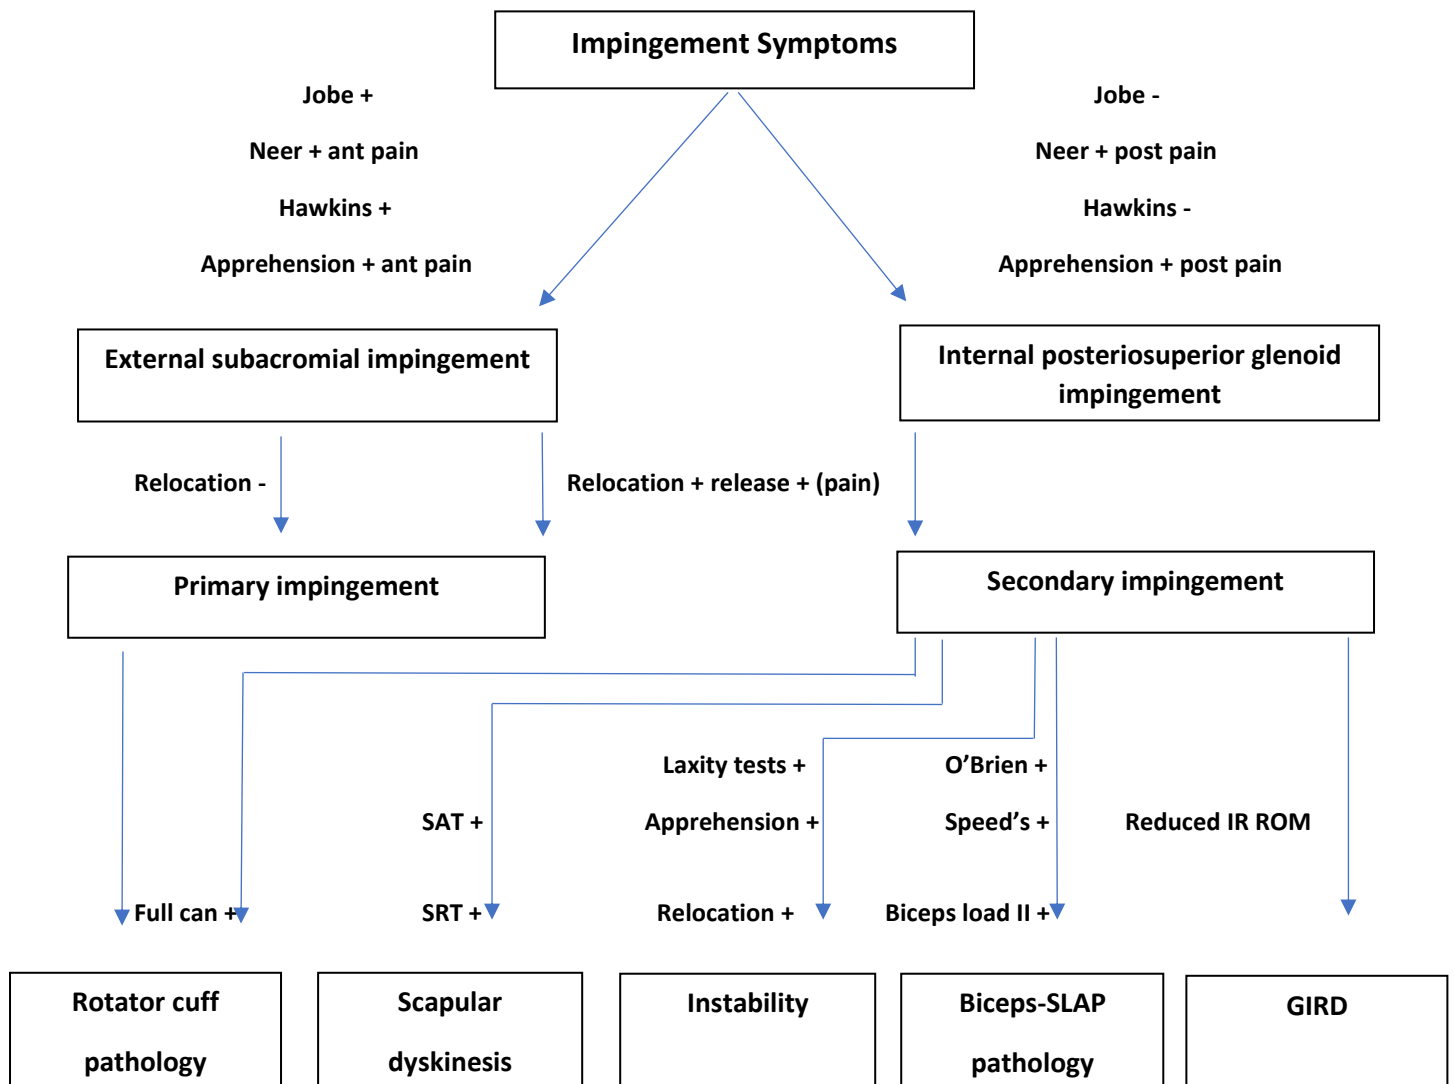 Impingement Symptoms
Jobe +
Jobe -
Neer + ant pain
Neer + post pain
Hawkins +
Hawkins -
Apprehension + ant pain
Apprehension + post pain
External subacromial impingement
Internal posteriosuperior glenoid
impingement
Relocation -
Relocation + release + (pain)
Primary impingement
Secondary impingement
Laxity tests +
O’Brien +
SAT +
Apprehension +
Speed’s +
Reduced IR ROM
Full can +
SRT +
Relocation +
Biceps load II +
Rotator cuff
pathology
Scapular
dyskinesis
Instability
Biceps-SLAP
pathology
GIRD